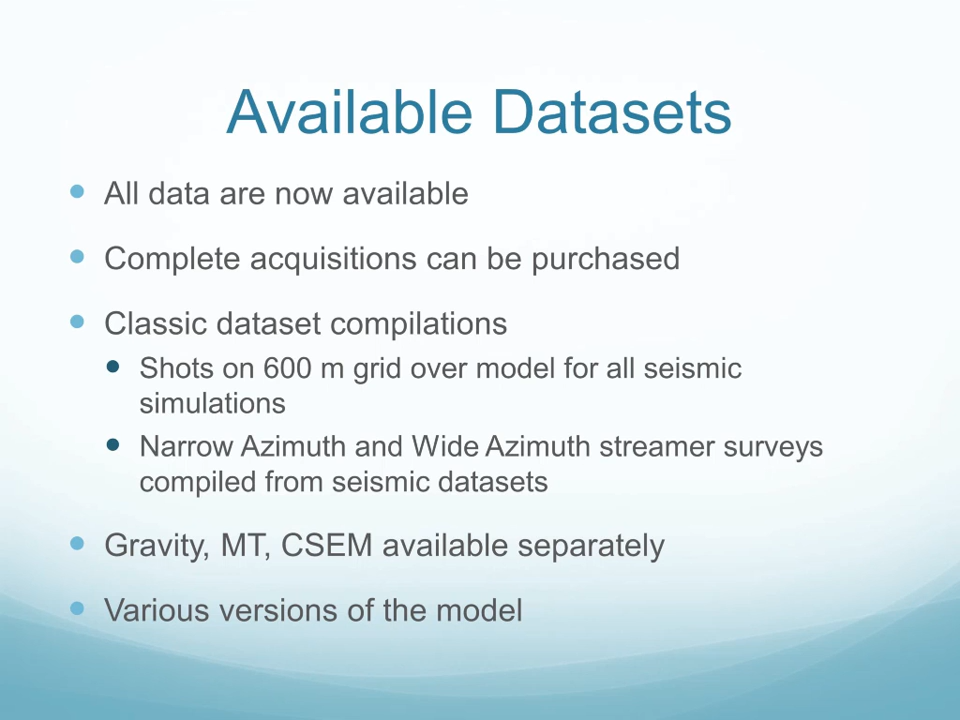 Available Datasets
All data are now available
Complete acquisitions can be purchased
Classic dataset compilations
Shots on 600 m grid over model for all seismic
simulations
Narrow Azimuth and Wide Azimuth streamer surveys
compiled from seismic datasets
Gravity, MT, CSEM available separately
Various versions of the model